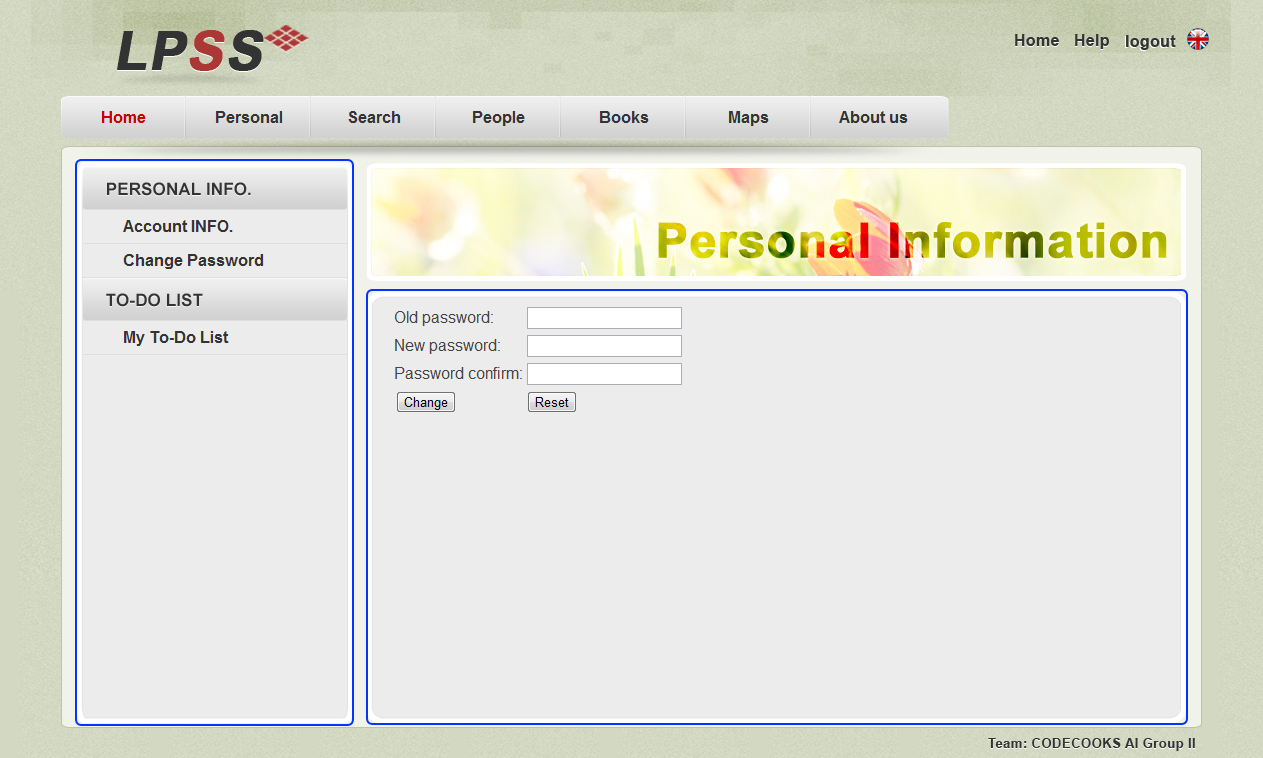 LPSS
Home Help logout
Home Personal Search People Books Maps About us
PERSONAL INFO.
Account INFO.
Change Password
TO-DO LIST
My To-Do List
Personal Information
Old password:
New password:
Password confirm:
Change Reset
Team: CODECOOKS AI Group II